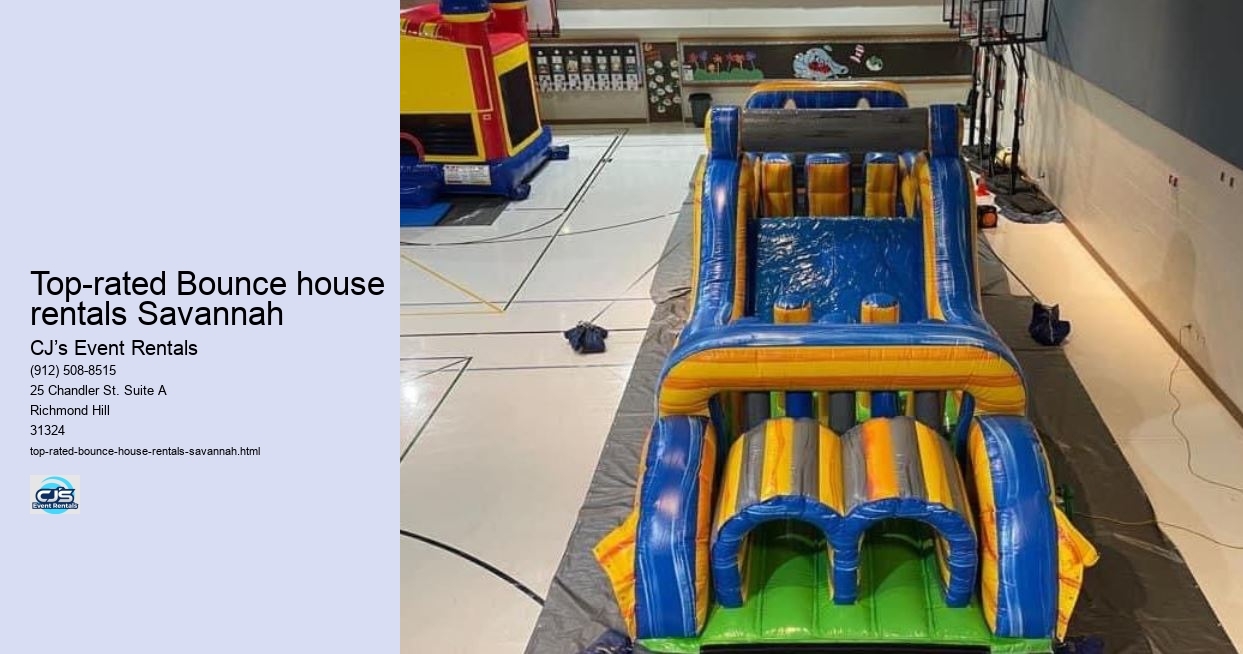 Top-rated Bounce house
rentals Savannah
CJ’s Event Rentals
(912) 508-8515
25 Chandler St. Suite A
Richmond Hill
31324
top-rated-bounce-house-rentals-savannah.html
CJ'S
Event Rentals